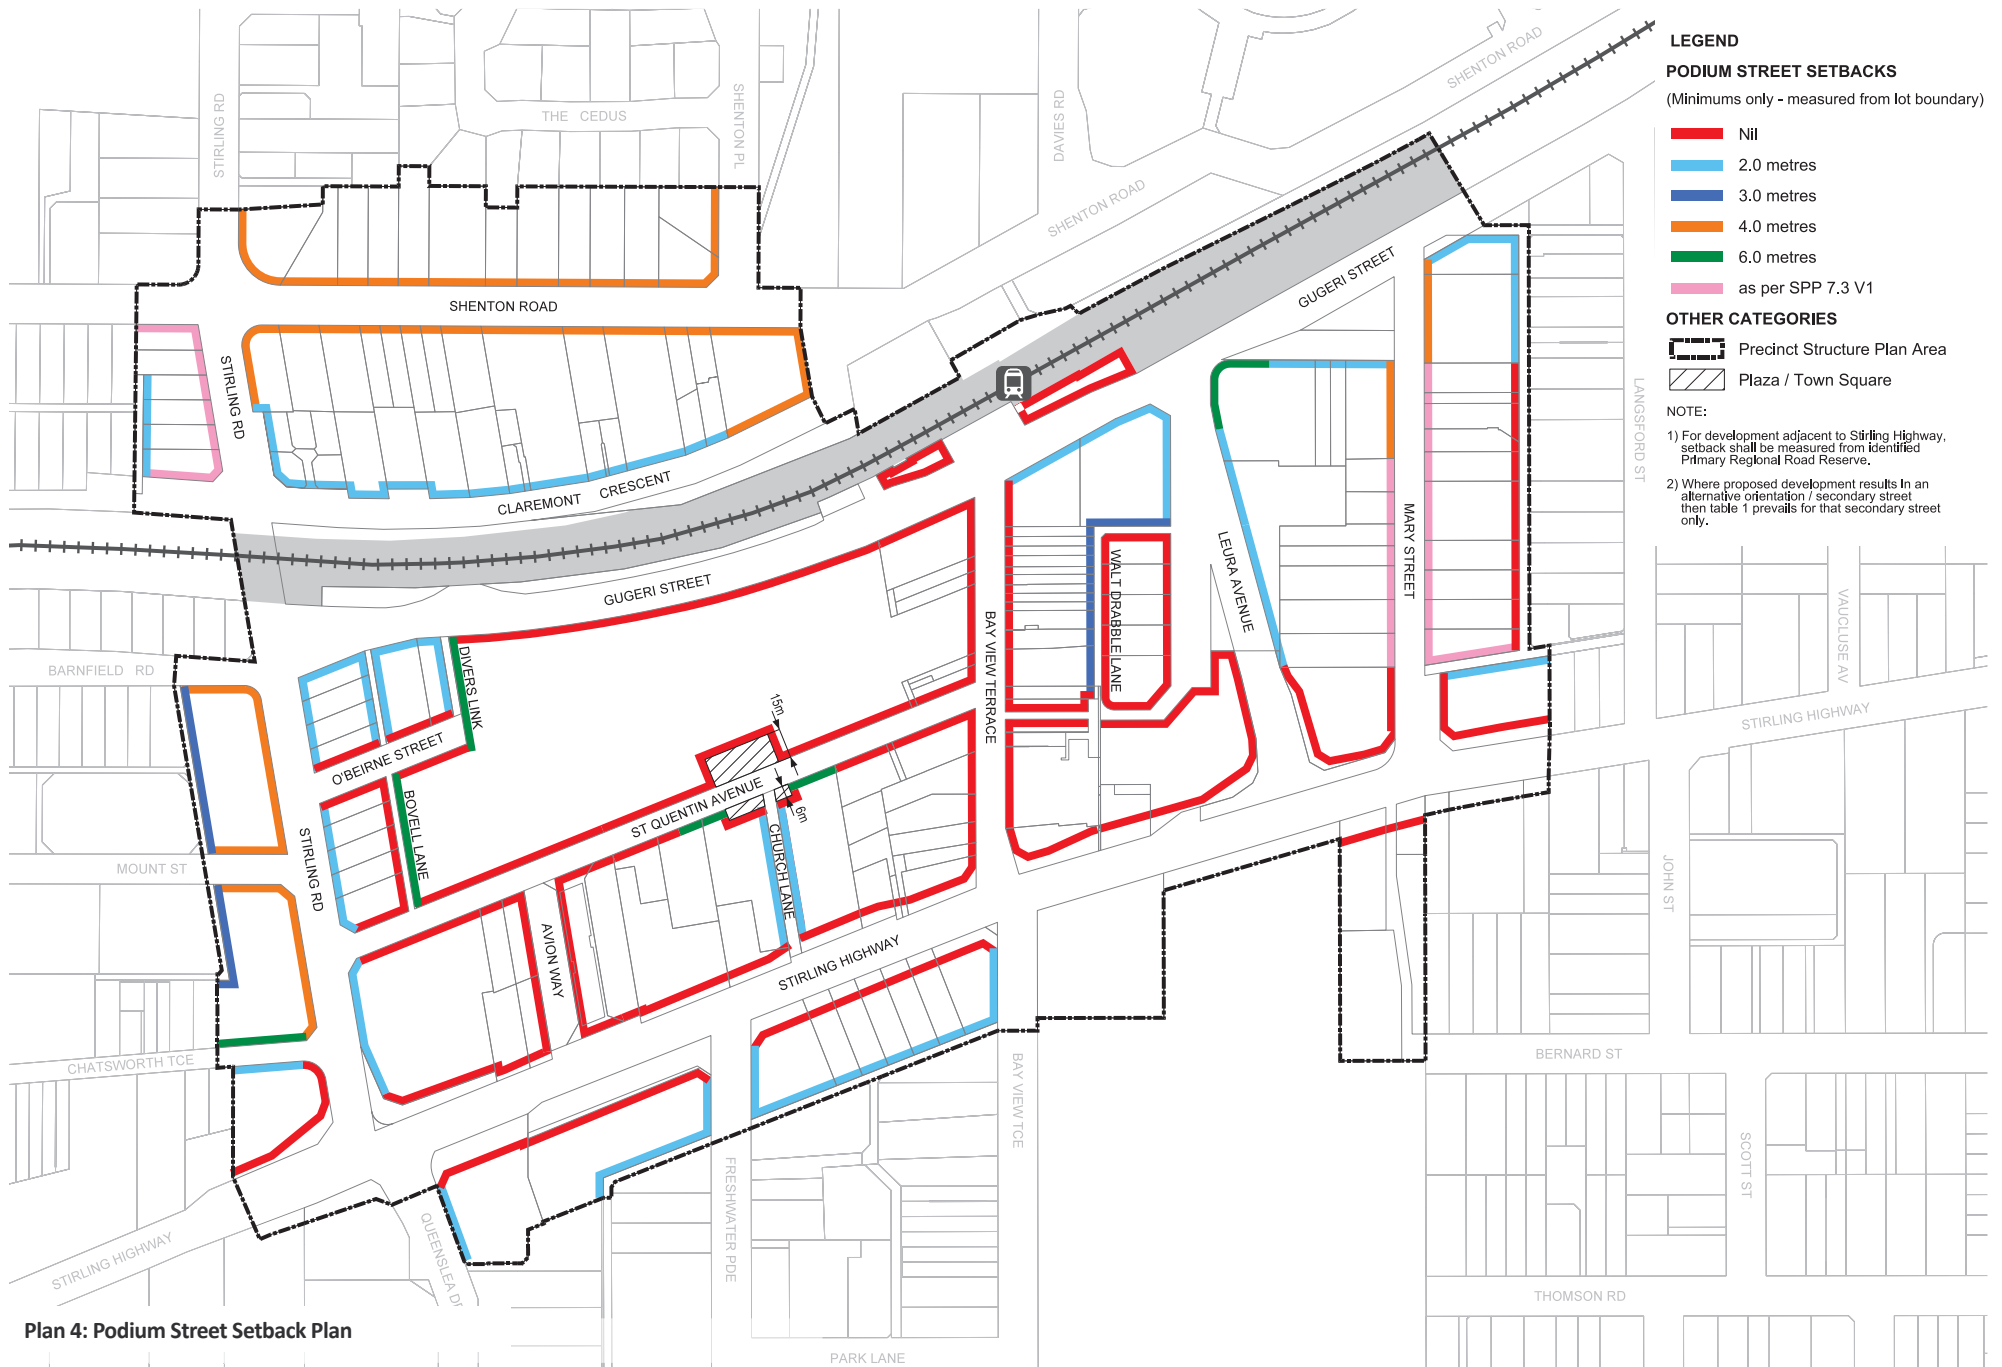 LEGEND
PODIUM STREET SETBACKS
(Minimums only - measured from lot boundary)
Nil
2.0 metres
3.0 metres
4.0 metres
6.0 metres
as per SPP 7.3 V1
OTHER CATEGORIES
Precinct Structure Plan Area
Plaza / Town Square
NOTE:
1) For development adjacent to Stirling Highway,
setback shall be measured from identified
Primary Regional Road Reserve.
2) Where proposed development results in an
alternative orientation / secondary street
then table 1 prevails for that secondary street
only.
STIRLING RD
THE CEDUS
SHENTON PL
DAVIES RD
SHENTON ROAD
SHENTON ROAD
SHENTON ROAD
STIRLING RD
GUGERI STREET
CLAREMONT CRESCENT
GUGERI STREET
LANGSFORD ST
MARY STREET
LEURA AVENUE
WALT DRABBLE LANE
BAY VIEW TERRACE
VAUCLUSE AV
STIRLING HIGHWAY
BARNFIELD RD
DIVERS LINK
O'BEIRNE STREET
15m
6m
ST QUENTIN AVENUE
CHURCH LANE
BOVELL LANE
STIRLING RD
MOUNT ST
AVION WAY
STIRLING HIGHWAY
JOHN ST
CHATSWORTH TCE
BERNARD ST
BAY VIEW TCE
FRESHWATER PDE
QUEENSLEA DR
SCOTT ST
STIRLING HIGHWAY
THOMSON RD
PARK LANE
Plan 4: Podium Street Setback Plan